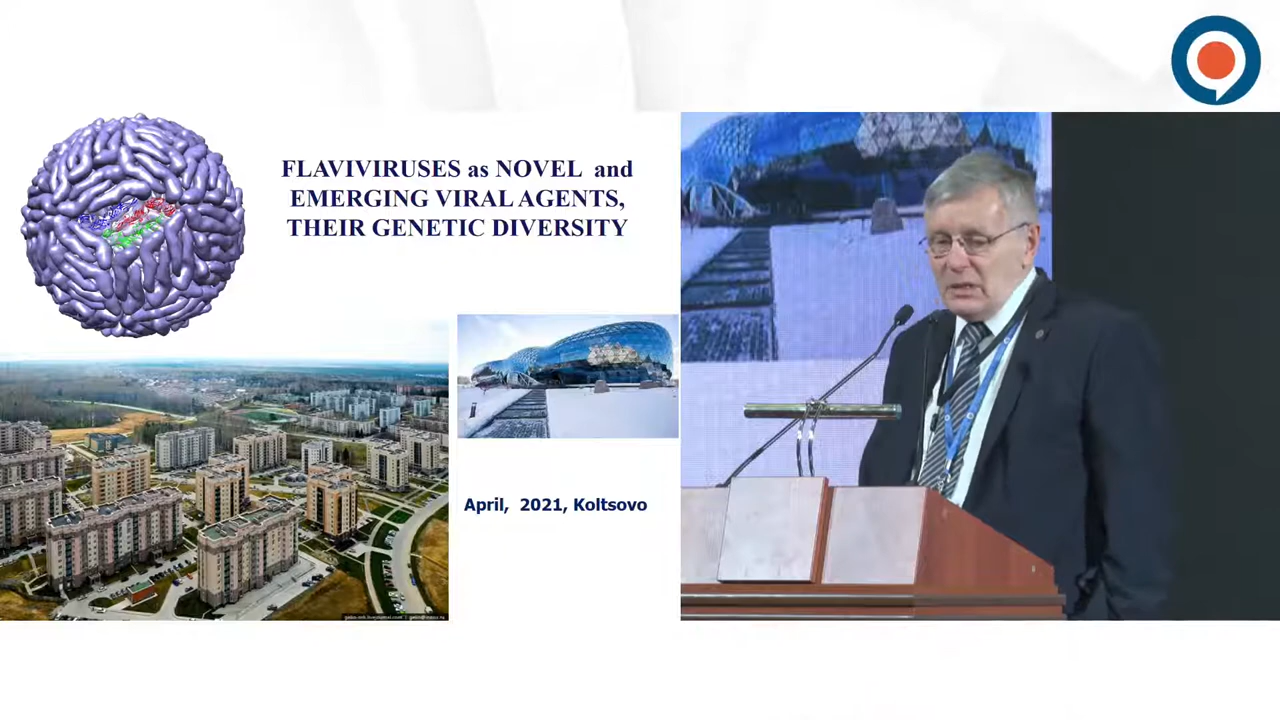 FLAVIVIRUSES as NOVEL and
EMERGING VIRAL AGENTS,
THEIR GENETIC DIVERSITY
April, 2021, Koltsovo